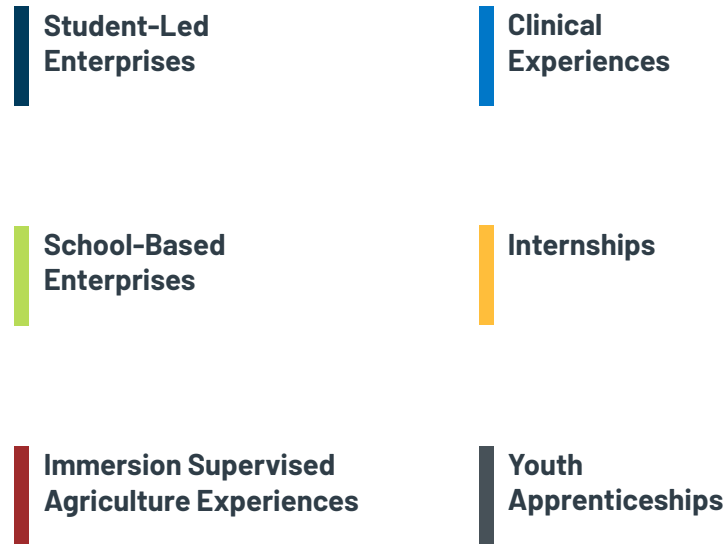 Student-Led
Enterprises
Clinical
Experiences
School-Based
Enterprises
Internships
Immersion Supervised
Agriculture Experiences
Youth
Apprenticeships